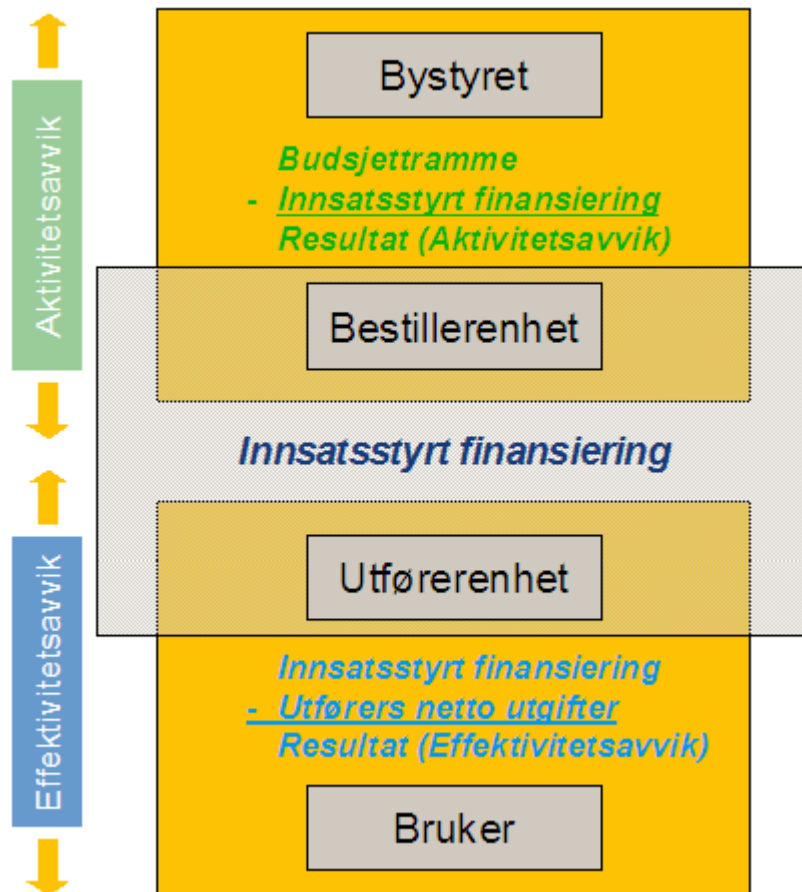 Aktivitetsavvik
Bystyret
Budsjettramme
- Innsatsstyrt finansiering
Resultat (Aktivitetsavvik)
Bestillerenhet
Innsatsstyrt finansiering
Effektivitetsavvik
Utførerenhet
Innsatsstyrt finansiering
- Utførers netto utgifter
Resultat (Effektivitetsavvik)
Bruker